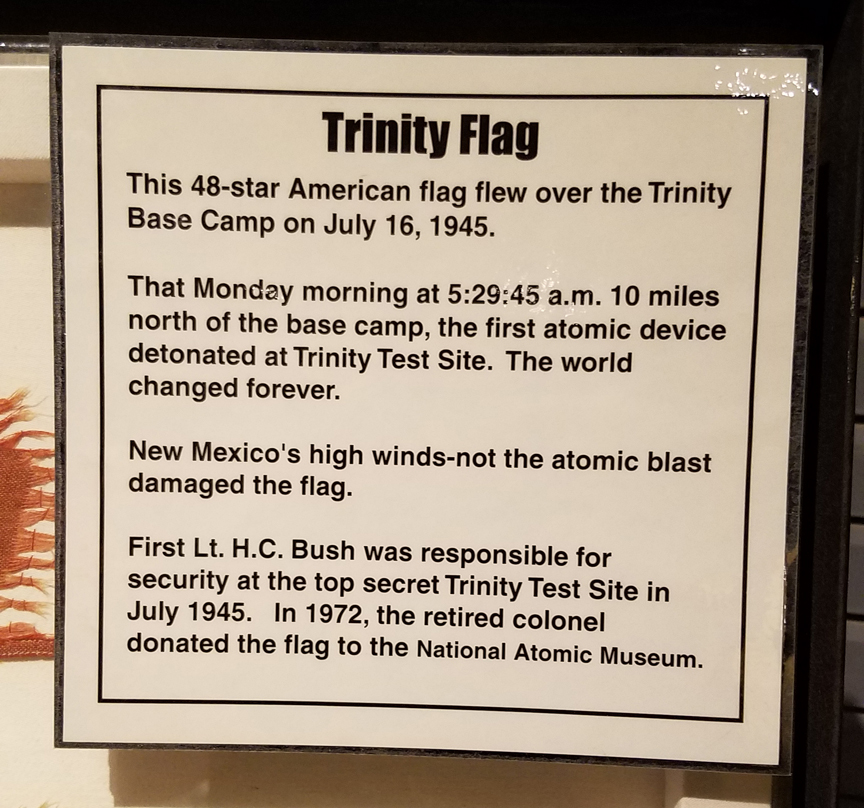 Trinity Flag
This 48-star American flag flew over the Trinity
Base Camp on July 16, 1945.
That Monday morning at 5:29:45 a.m. 10 miles
north of the base camp, the first atomic device
detonated at Trinity Test Site.  The world
changed forever.
New Mexico's high winds-not the atomic blast
damaged the flag.
First Lt. H.C. Bush was responsible for
security at the top secret Trinity Test Site in
July 1945.   In 1972, the retired colonel
donated the flag to the National Atomic Museum.